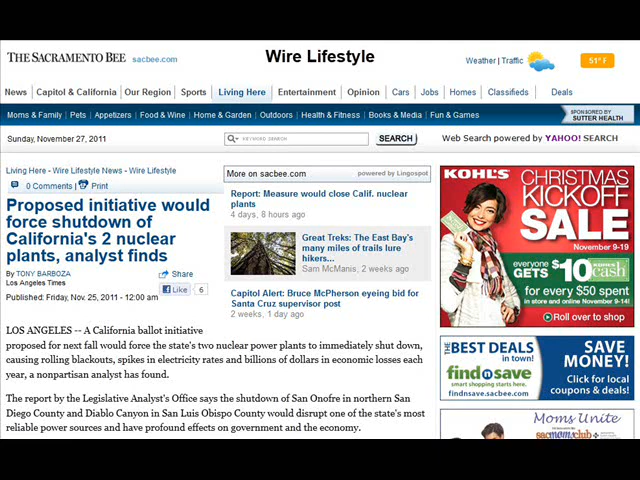 THE SACRAMENTO BEE sacbee.com
Wire Lifestyle
Weather | Traffic
51° F
News Capitol & California Our Region Sports Living Here Entertainment Opinion Cars Jobs Homes Classifieds Deals
Moms & Family Pets Appetizers Food & Wine Home & Garden Outdoors Health & Fitness Books & Media Fun & Games
SPONSORED BY
SUTTER HEALTH
Sunday, November 27, 2011
KEYWORD SEARCH
SEARCH
Web Search powered by YAHOO! SEARCH
Living Here - Wire Lifestyle News - Wire Lifestyle
0 Comments | Print
Proposed initiative would
force shutdown of
California's 2 nuclear
plants, analyst finds
By TONY BARBOZA
Los Angeles Times
Share
Like 6
Published: Friday, Nov. 25, 2011 - 12:00 am
More on sacbee.com
powered by Lingospot
Report: Measure would close Calif. nuclear
plants
4 days, 8 hours ago
Great Treks: The East Bay's
many miles of trails lure
hikers...
Sam McManis, 2 weeks ago
Capitol Alert: Bruce McPherson eyeing bid for
Santa Cruz supervisor post
2 weeks, 1 day ago
LOS ANGELES -- A California ballot initiative
proposed for next fall would force the state's two nuclear power plants to immediately shut down,
causing rolling blackouts, spikes in electricity rates and billions of dollars in economic losses each
year, a nonpartisan analyst has found.
The report by the Legislative Analyst's Office says the shutdown of San Onofre in northern San
Diego County and Diablo Canyon in San Luis Obispo County would disrupt one of the state's most
reliable power sources and have profound effects on government and the economy.
KOHL'S
CHRISTMAS
KICKOFF
SALE
November 9-19
everyone
GETS
$10
cash
for every $50 spent
in store and online November 9-14!
Roll over to shop
THE BEST DEALS
in town!
findnsave
smart shopping starts here.
findnsave.sacbee.com
SAVE
MONEY!
Click for local
deals & coupons
Moms Unite
sacmomsclub